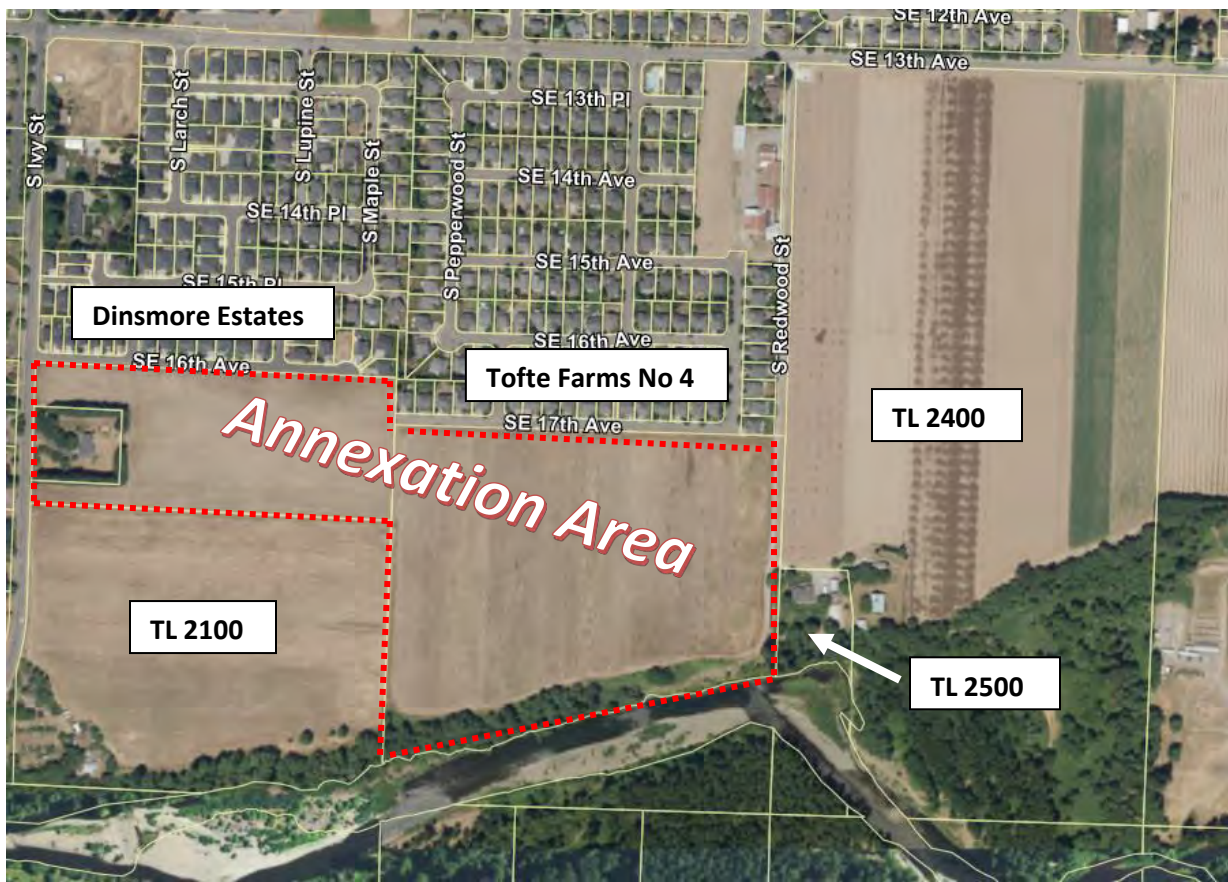 SE 12th Ave
SE 13th Ave
S Ivy St
S Larch St
S Lupine St
S Maple St
S Pepperwood St
SE 13th Pl
SE 14th Ave
SE 14th Pl
SE 15th Ave
SE 15th Pl
S Redwood St
Dinsmore Estates
SE 16th Ave
SE 16th Ave
Tofte Farms No 4
SE 17th Ave
TL 2400
Annexation Area
TL 2100
TL 2500